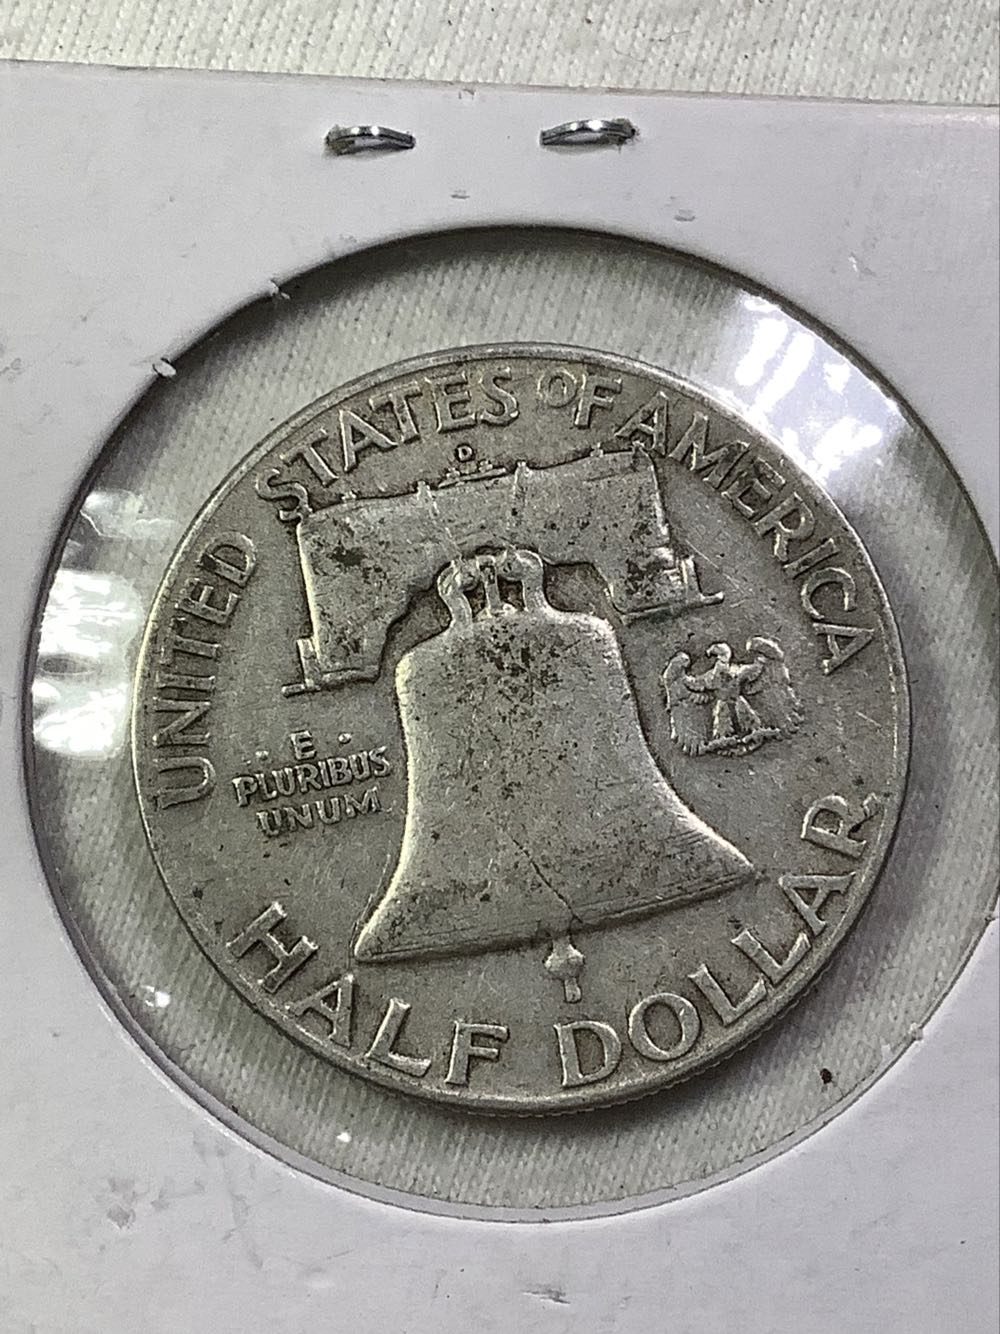 UNITED STATES OF AMERICA
D
E
PLURIBUS
UNUM
HALF DOLLAR